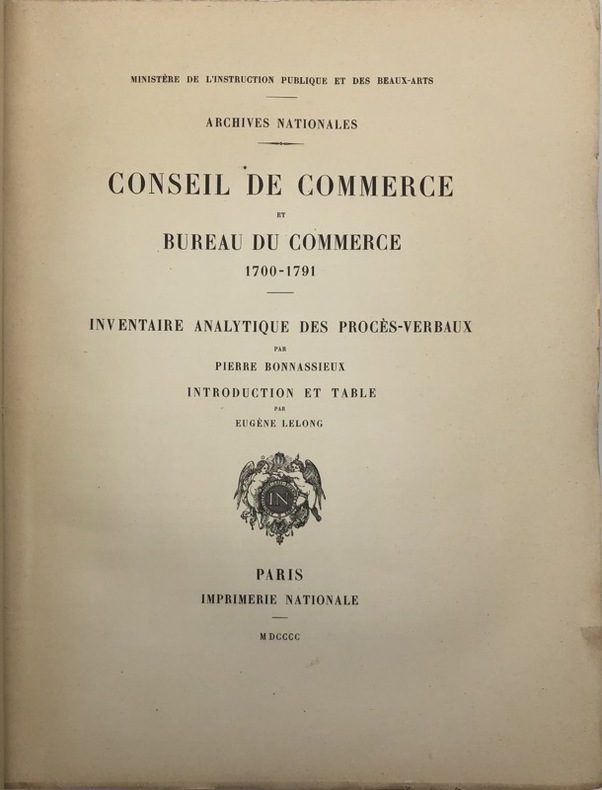 MINISTÈRE DE L'INSTRUCTION PUBLIQUE ET DES BEAUX-ARTS
ARCHIVES NATIONALES
CONSEIL DE COMMERCE
ET
BUREAU DU COMMERCE
1700-1791
INVENTAIRE ANALYTIQUE DES PROCÈS-VERBAUX
PAR
PIERRE BONNASSIEUX
INTRODUCTION ET TABLE
PAR
EUGÈNE LELONG
IN
PARIS
IMPRIMERIE NATIONALE
MDCCCC